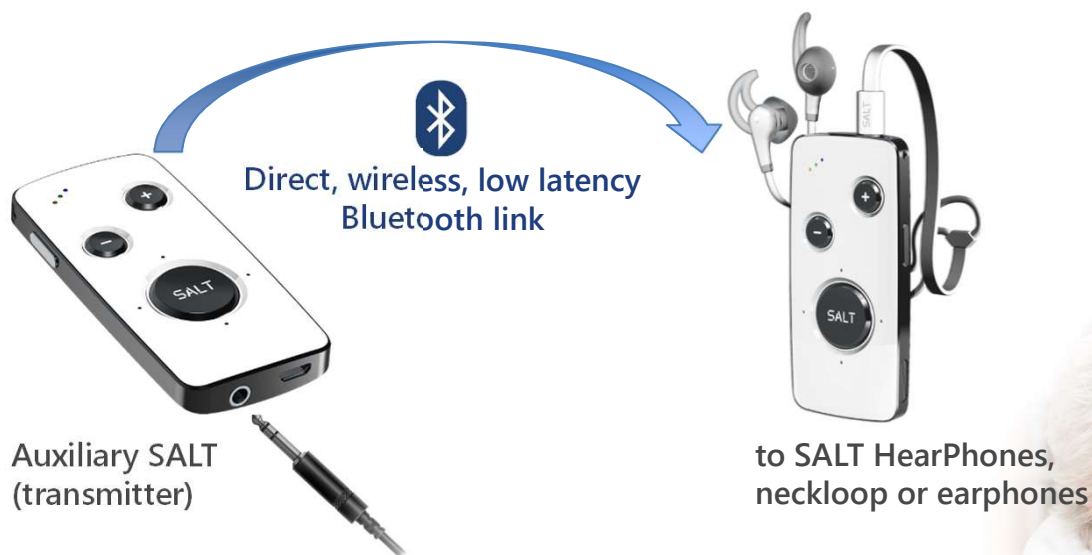 Direct, wireless, low latency
Bluetooth link
+
-
SALT
SALT
+
-
SALT
Auxiliary SALT
(transmitter)
to SALT HearPhones,
neckloop or earphones